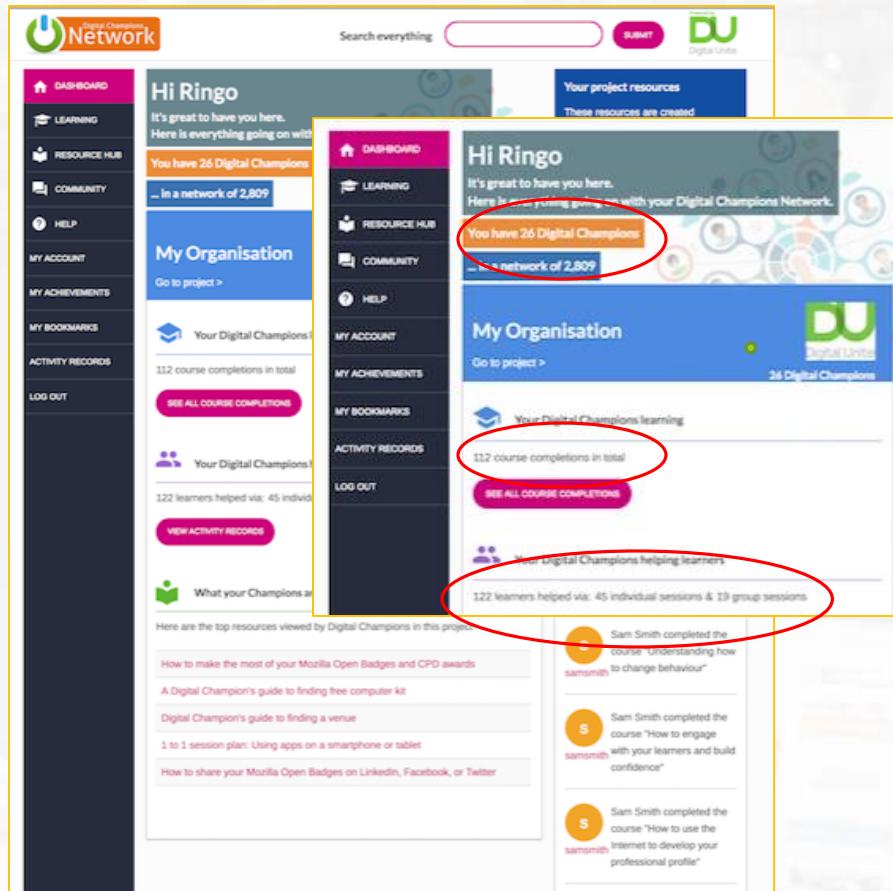 Digital Champions
Network
Search everything
SUBMIT
Powered by
DU
Digital Unite
DASHBOARD
LEARNING
RESOURCE HUB
COMMUNITY
HELP
MY ACCOUNT
MY ACHIEVEMENTS
MY BOOKMARKS
ACTIVITY RECORDS
LOG OUT
Hi Ringo
It's great to have you here.
Here is everything going on with
You have 26 Digital Champions
... in a network of 2,809
My Organisation
Go to project >
Your Digital Champions
112 course completions in total
SEE ALL COURSE COMPLETIONS
Your Digital Champions
122 learners helped via: 45 individ
VIEW ACTIVITY RECORDS
What your Champions
Here are the top resources viewed by Digital Champions in this project
How to make the most of your Mozilla Open Badges and CPD awards
A Digital Champion's guide to finding free computer kit
Digital Champion's guide to finding a venue
1 to 1 session plan: Using apps on a smartphone or tablet
How to share your Mozilla Open Badges on LinkedIn, Facebook, or Twitter
Your project resources
These resources are created
DASHBOARD
LEARNING
RESOURCE HUB
COMMUNITY
HELP
MY ACCOUNT
MY ACHIEVEMENTS
MY BOOKMARKS
ACTIVITY RECORDS
LOG OUT
Hi Ringo
It's great to have you here.
Here is everything going on with your Digital Champions Network.
You have 26 Digital Champions
... in a network of 2,809
My Organisation
Go to project >
DU
Digital Unite
26 Digital Champions
Your Digital Champions learning
112 course completions in total
SEE ALL COURSE COMPLETIONS
Your Digital Champions helping learners
122 learners helped via: 45 individual sessions & 19 group sessions
S
samsmith
Sam Smith completed the
course "Understanding how
to change behaviour"
S
samsmith
Sam Smith completed the
course "How to engage
with your learners and build
confidence"
S
samsmith
Sam Smith completed the
course "How to use the
Internet to develop your
professional profile"